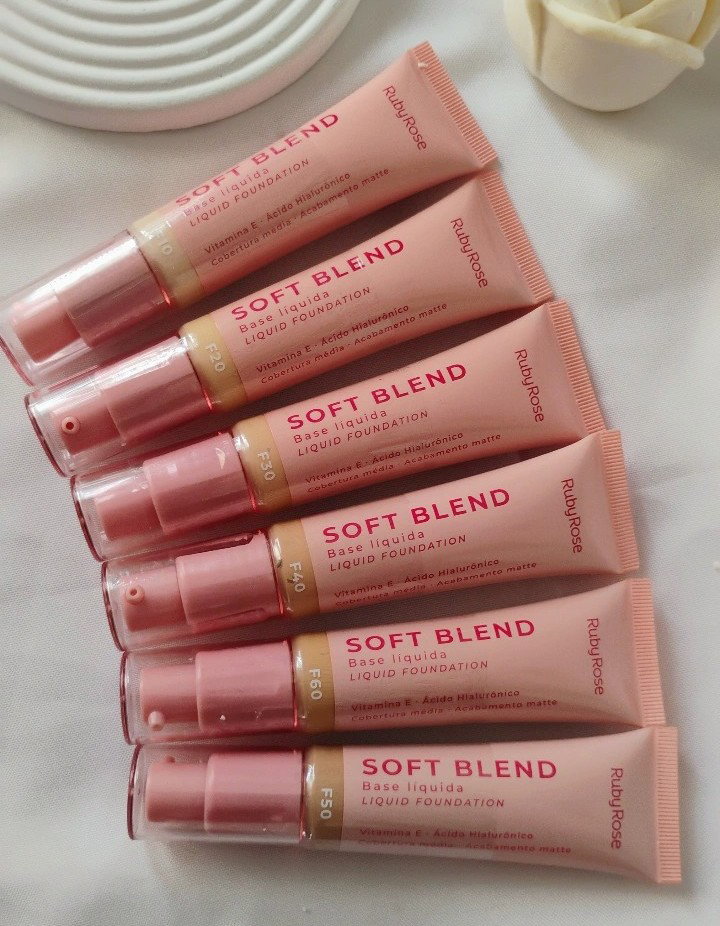 RubyRose
SOFT BLEND
Base líquida
LIQUID FOUNDATION
Vitamina E · Ácido Hialurônico
Cobertura média · Acabamento matte
F10
RubyRose
SOFT BLEND
Base líquida
LIQUID FOUNDATION
Vitamina E · Ácido Hialurônico
Cobertura média · Acabamento matte
F20
RubyRose
SOFT BLEND
Base líquida
LIQUID FOUNDATION
Vitamina E · Ácido Hialurônico
Cobertura média · Acabamento matte
F30
RubyRose
SOFT BLEND
Base líquida
LIQUID FOUNDATION
Vitamina E · Ácido Hialurônico
Cobertura média · Acabamento matte
F40
RubyRose
SOFT BLEND
Base líquida
LIQUID FOUNDATION
Vitamina E · Ácido Hialurônico
Cobertura média · Acabamento matte
F60
RubyRose
SOFT BLEND
Base líquida
LIQUID FOUNDATION
Vitamina E · Ácido Hialurônico
Cobertura média · Acabamento matte
F50